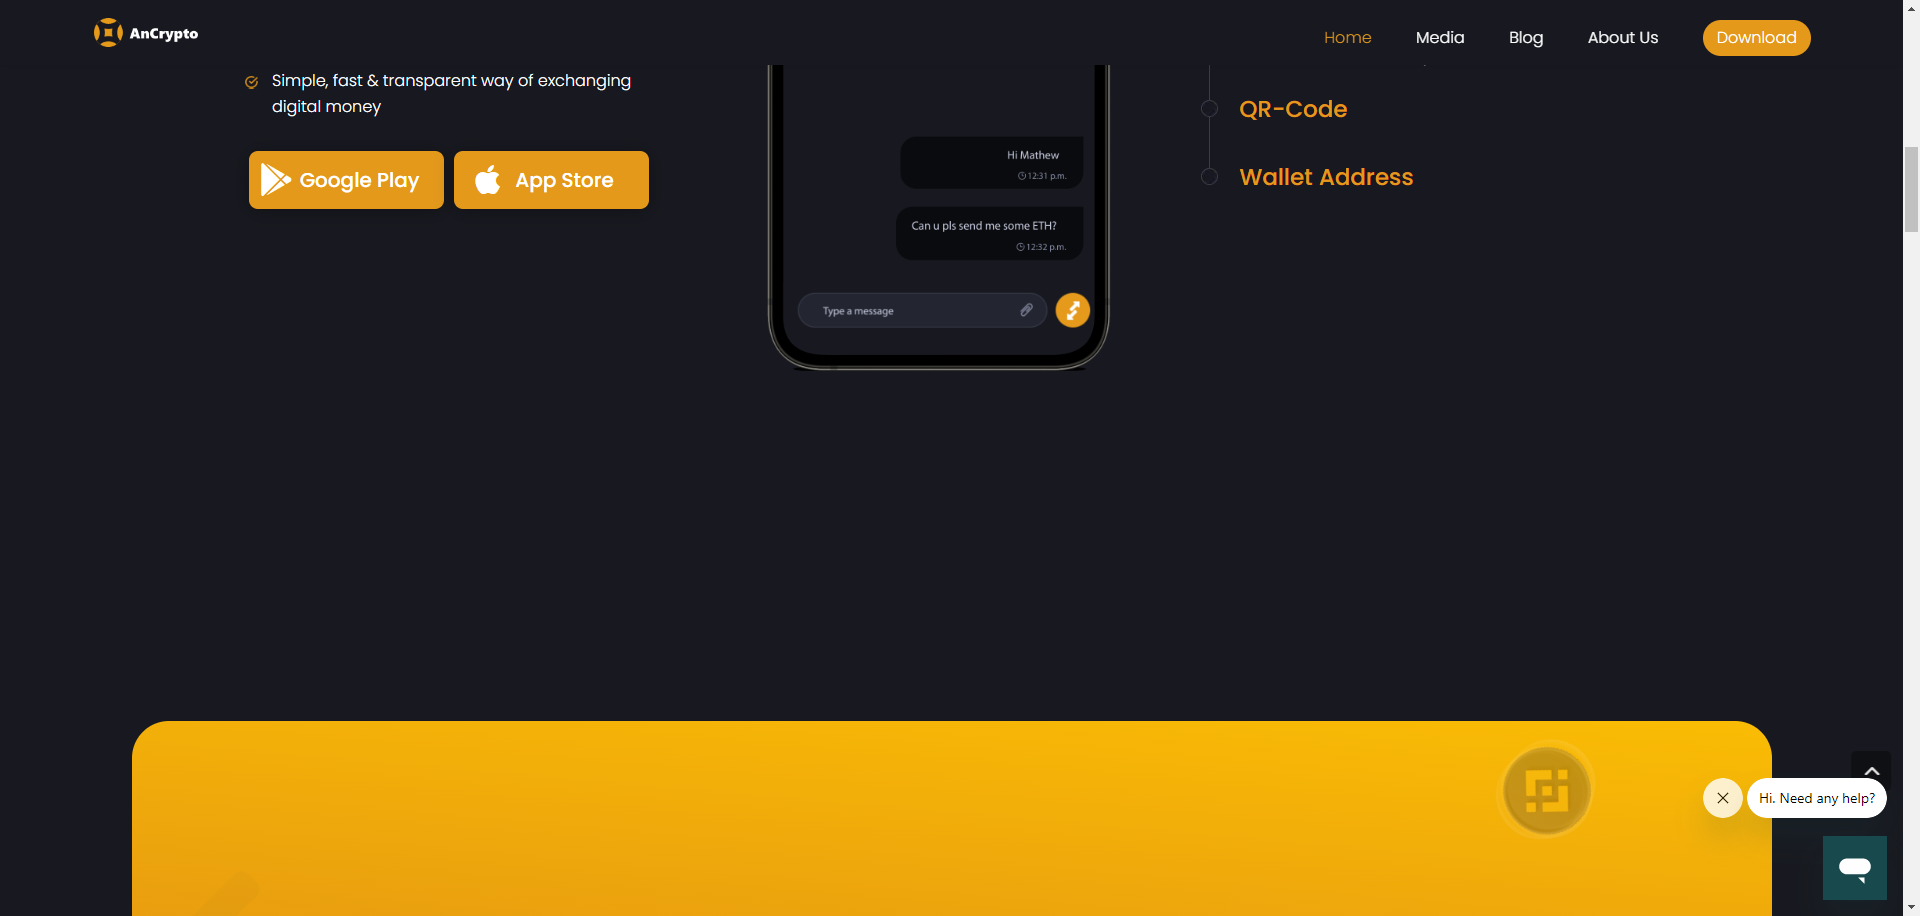 AnCrypto
Home
Media
Blog
About Us
Download
Simple, fast & transparent way of exchanging
digital money
Google Play
App Store
Hi Mathew
12:31 p.m.
Can u pls send me some ETH?
12:32 p.m.
Type a message
QR-Code
Wallet Address
Hi. Need any help?